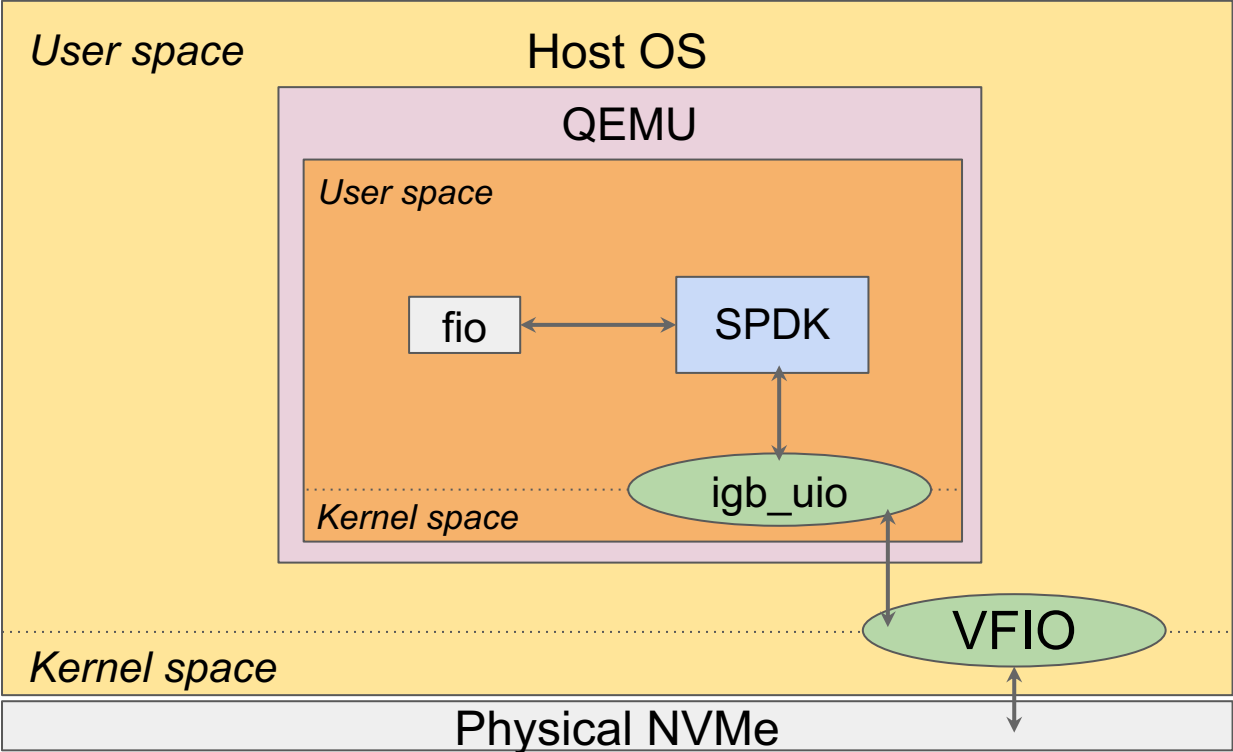 User space
Host OS
QEMU
User space
fio
SPDK
igb_uio
Kernel space
VFIO
Kernel space
Physical NVMe